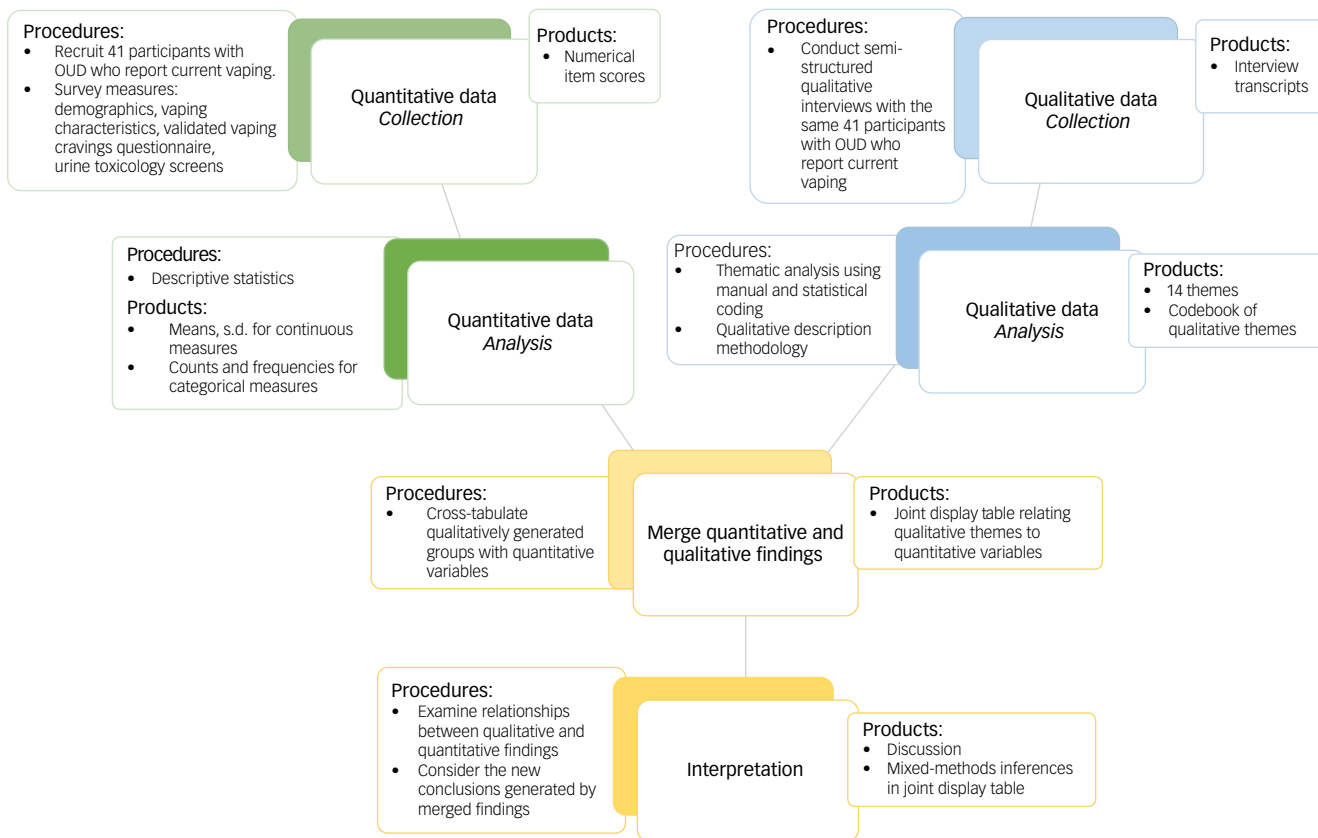 Procedures:
• Recruit 41 participants with
OUD who report current vaping.
• Survey measures:
demographics, vaping
characteristics, validated vaping
cravings questionnaire,
urine toxicology screens
Quantitative data
Collection
Products:
• Numerical
item scores
Procedures:
• Conduct semi-
structured
qualitative
interviews with the
same 41 participants
with OUD who
report current
vaping
Qualitative data
Collection
Products:
• Interview
transcripts
Procedures:
• Descriptive statistics
Products:
• Means, s.d. for continuous
measures
• Counts and frequencies for
categorical measures
Quantitative data
Analysis
Procedures:
• Thematic analysis using
manual and statistical
coding
• Qualitative description
methodology
Qualitative data
Analysis
Products:
• 14 themes
• Codebook of
qualitative themes
Procedures:
• Cross-tabulate
qualitatively generated
groups with quantitative
variables
Merge quantitative and
qualitative findings
Products:
• Joint display table relating
qualitative themes to
quantitative variables
Procedures:
• Examine relationships
between qualitative and
quantitative findings
• Consider the new
conclusions generated by
merged findings
Interpretation
Products:
• Discussion
• Mixed-methods inferences
in joint display table